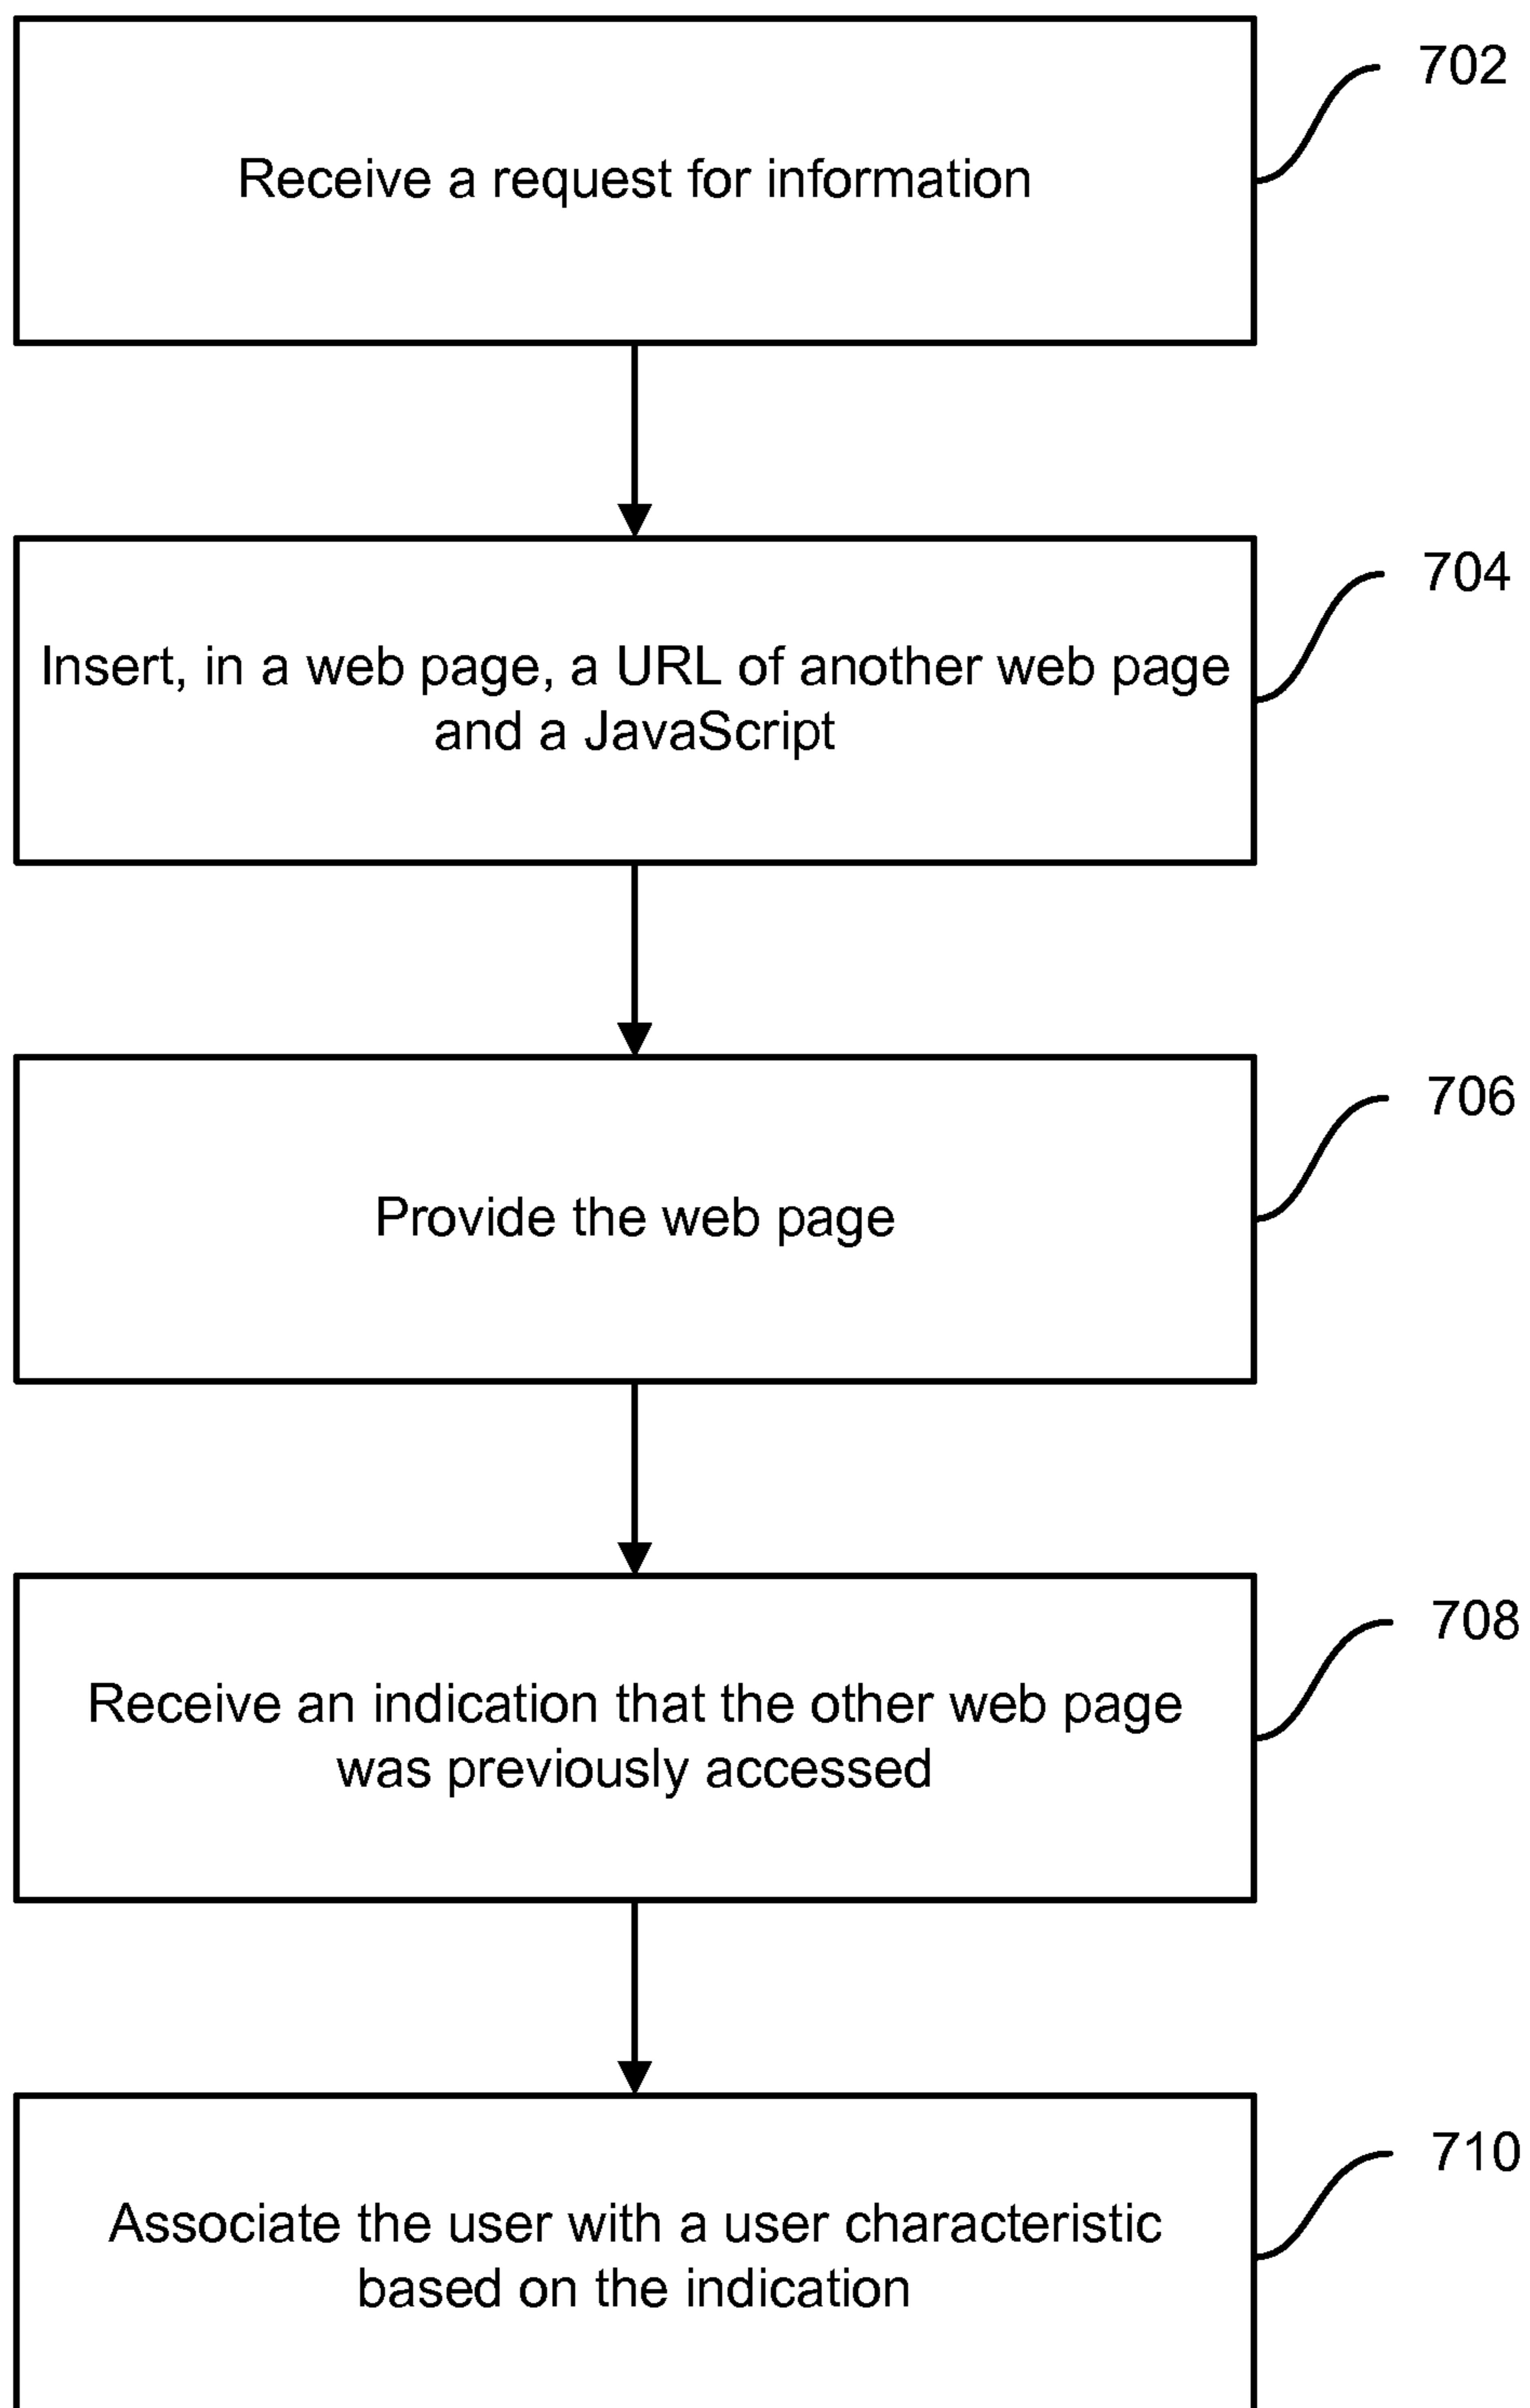 702
Receive a request for information
704
Insert, in a web page, a URL of another web page
and a JavaScript
706
Provide the web page
708
Receive an indication that the other web page
was previously accessed
710
Associate the user with a user characteristic
based on the indication